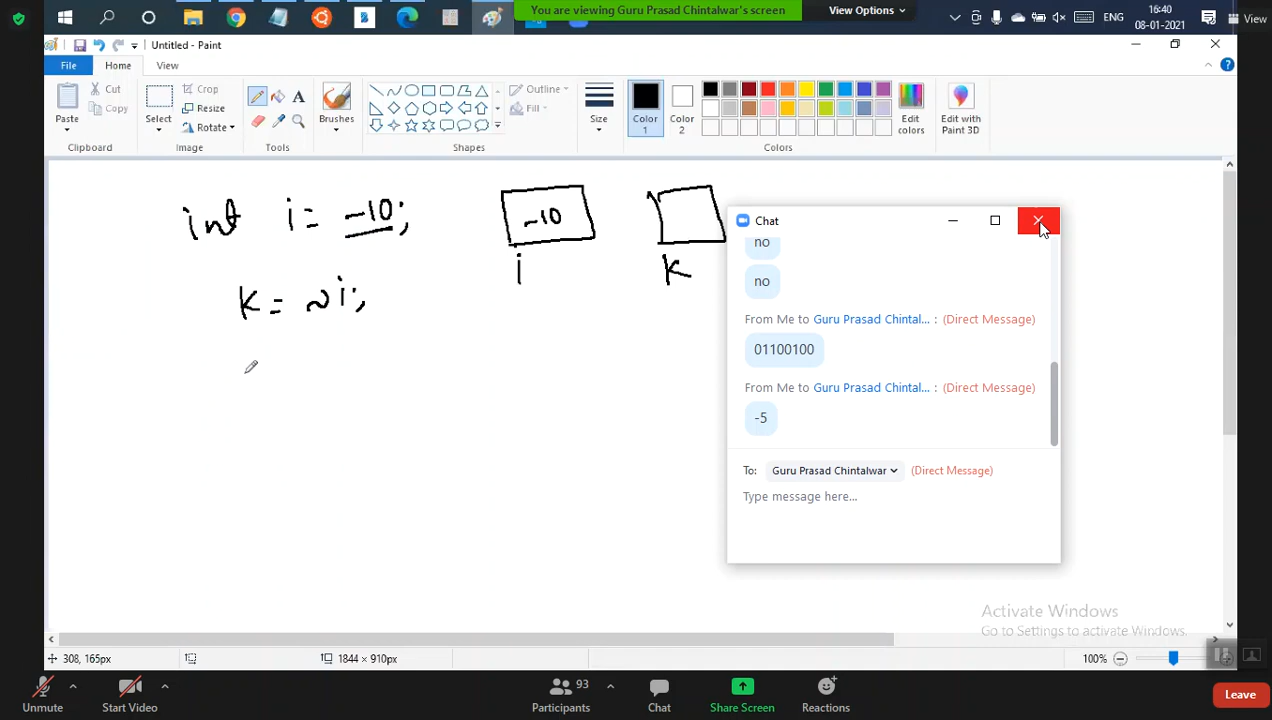 You are viewing Guru Prasad Chintalwar's screen
View Options
ENG
16:40
08-01-2021
View
Untitled - Paint
File
Home
View
Paste
Cut
Copy
Clipboard
Select
Crop
Resize
Rotate
Image
A
Tools
Brushes
Shapes
Outline
Fill
Size
Color 1
Color 2
Edit colors
Colors
Edit with Paint 3D
int i = -10;
-10
i
K
K = ~i;
Chat
no
no
From Me to Guru Prasad Chintal... : (Direct Message)
01100100
From Me to Guru Prasad Chintal... : (Direct Message)
-5
To: Guru Prasad Chintalwar (Direct Message)
Type message here...
Activate Windows
Go to Settings to activate Windows.
308, 165px
1844 × 910px
100%
Unmute
Start Video
93
Participants
Chat
Share Screen
Reactions
Leave